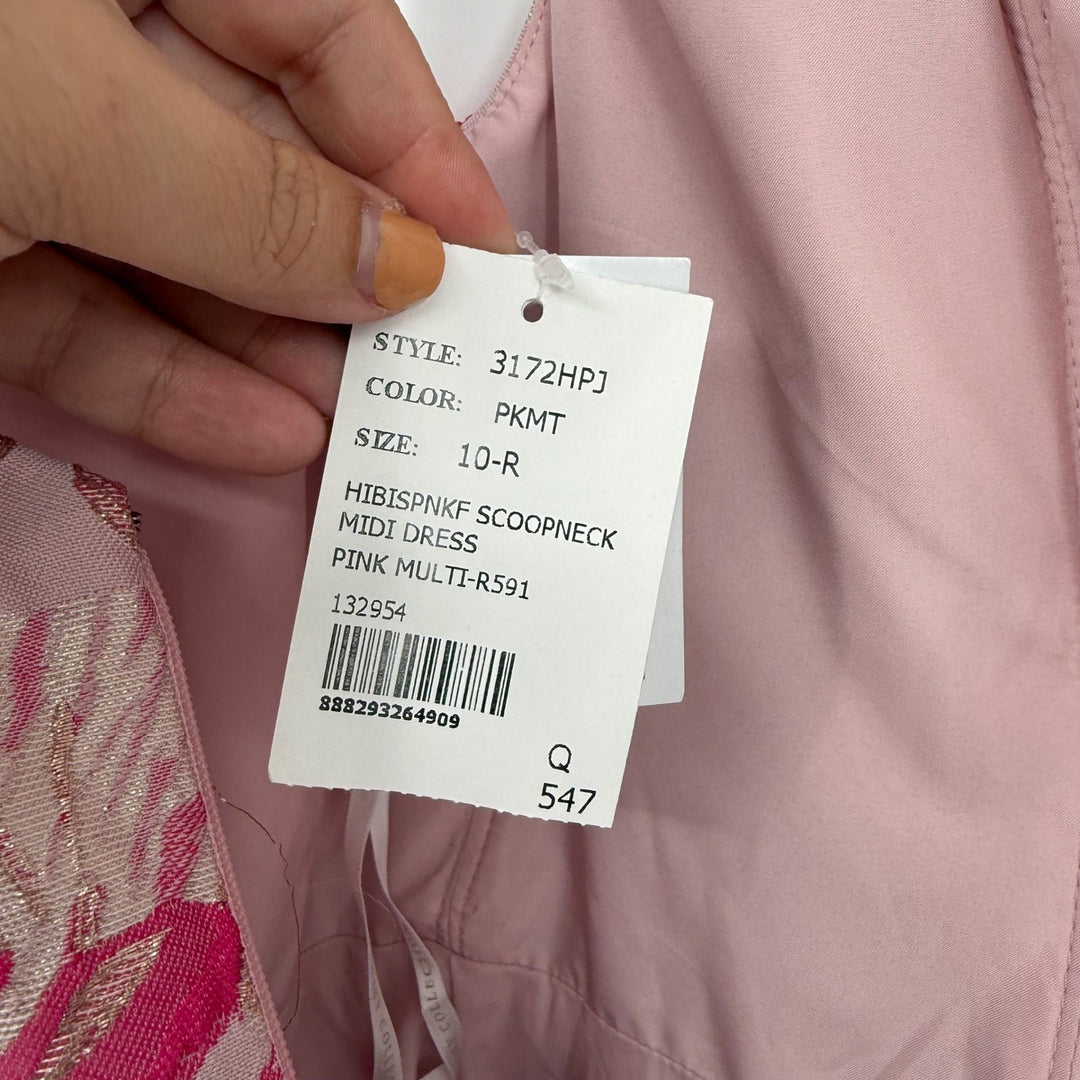 STYLE: 3172HPJ
COLOR: PKMT
SIZE: 10-R
HIBISPNKF SCOOPNECK
MIDI DRESS
PINK MULTI-R591
132954
888293264909
Q
547